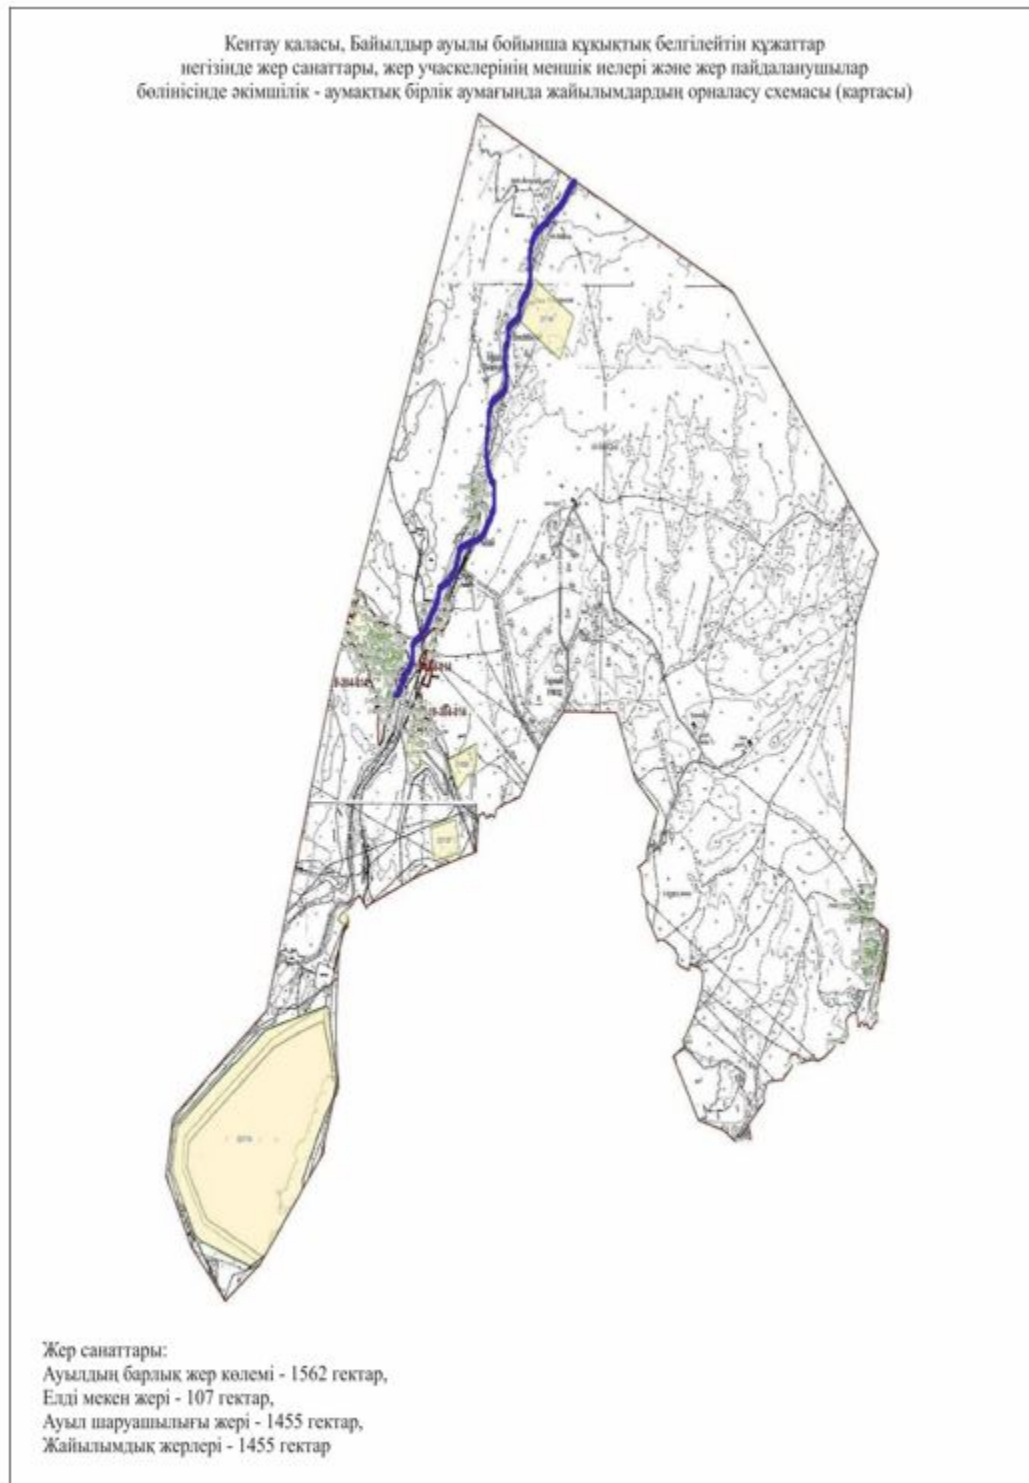 Кентау қаласы, Байылдыр ауылы бойынша құқықтық белгілейтін құжаттар
негізінде жер санаттары, жер учаскелерінің меншік иелері және жер пайдаланушылар
бөлінісінде әкімшілік - аумақтық бірлік аумағында жайылымдардың орналасу схемасы (картасы)
Жер санаттары:
Ауылдың барлық жер көлемі - 1562 гектар,
Елді мекен жері - 107 гектар,
Ауыл шаруашылығы жері - 1455 гектар,
Жайылымдық жерлері - 1455 гектар